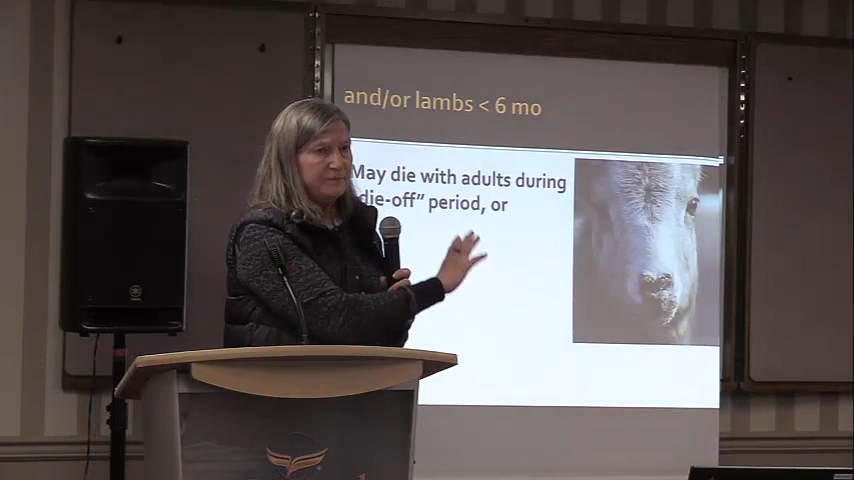 and/or lambs < 6 mo
May die with adults during
die-off” period, or